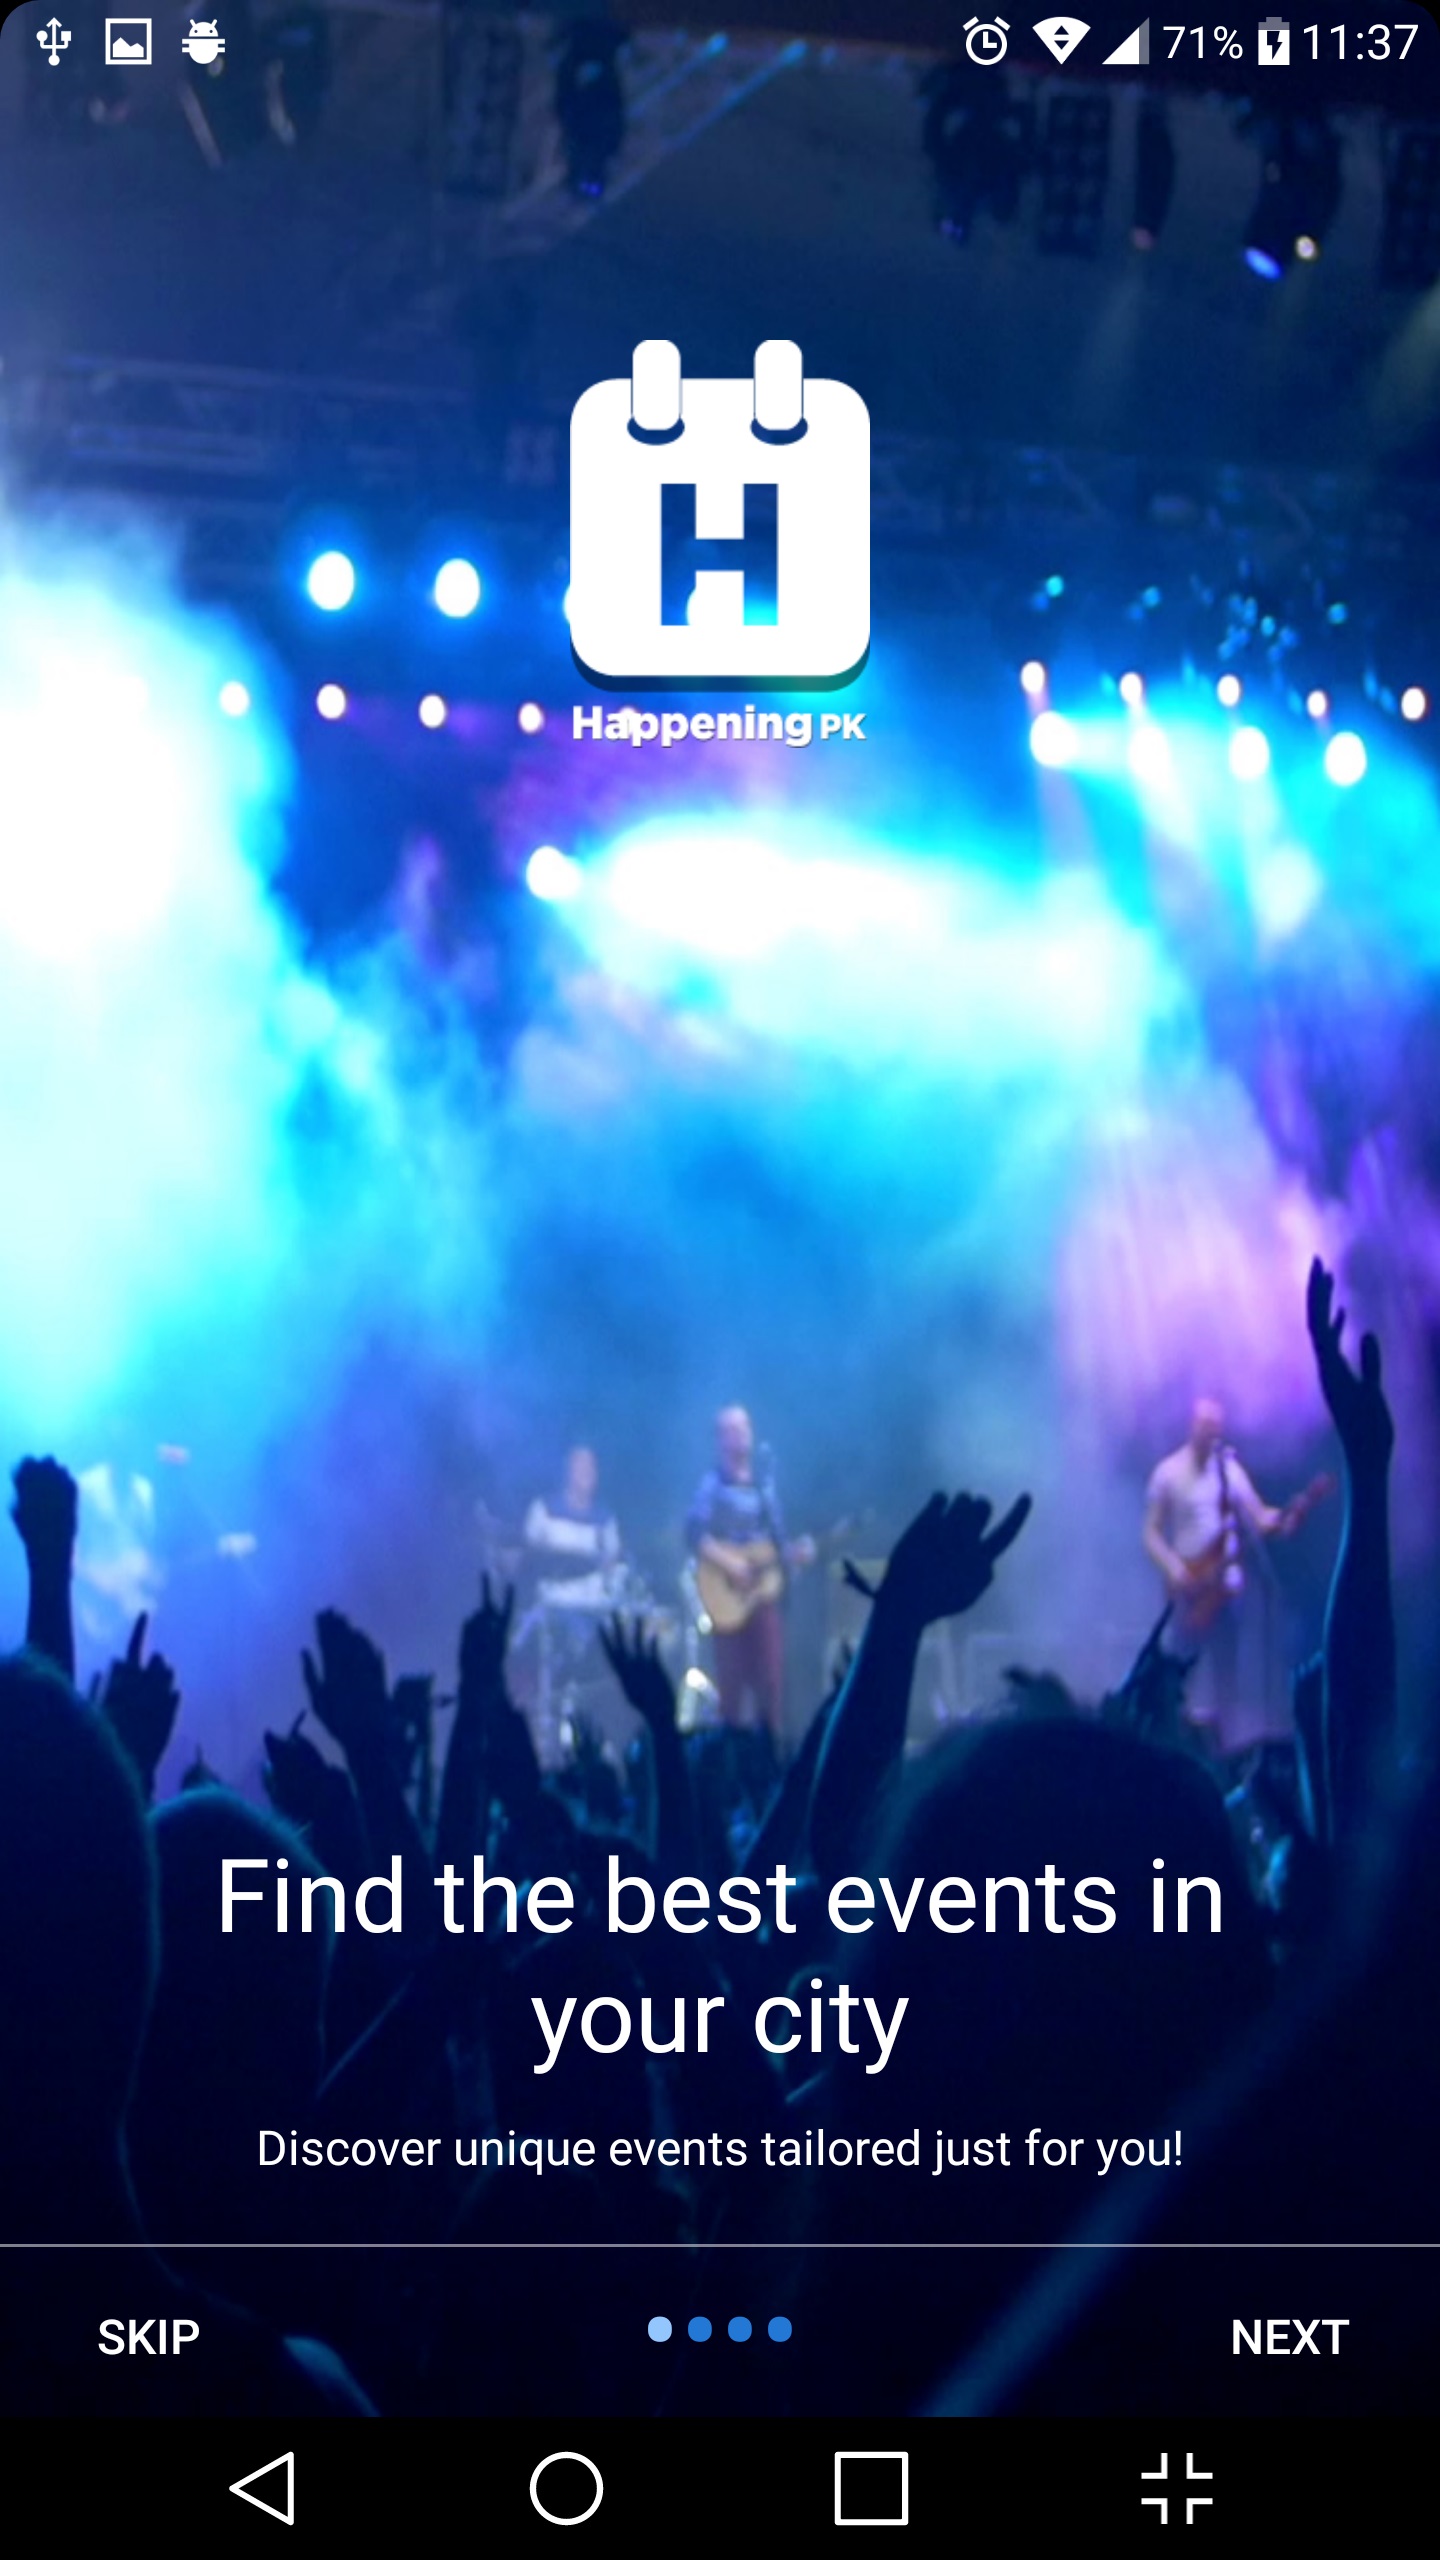 71% 11:37
H
Happening PK
Find the best events in
your city
Discover unique events tailored just for you!
SKIP NEXT